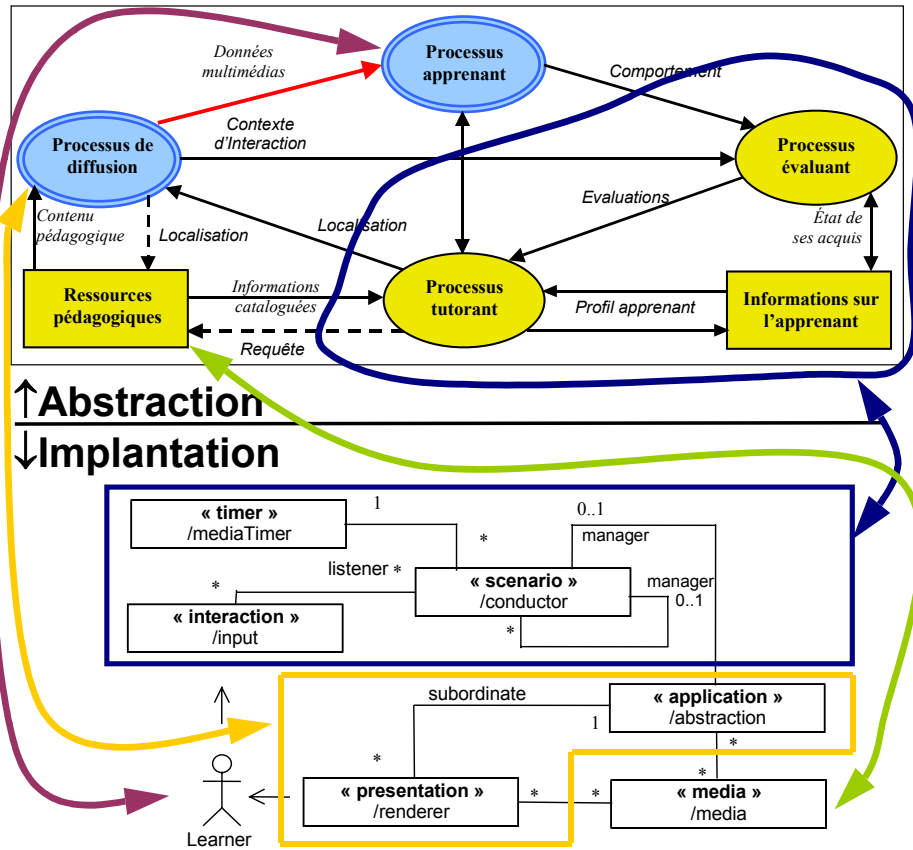 Données
multimédias
Processus
apprenant
Comportement
Processus de
diffusion
Contexte
d'Interaction
Processus
évaluant
Contenu
pédagogique
Localisation
Localisation
Evaluations
État de
ses acquis
Ressources
pédagogiques
Informations
cataloguées
Processus
tutorant
Profil apprenant
Informations sur
l'apprenant
Requête
↑Abstraction
↓Implantation
« timer »
/mediaTimer
1
*
0..1
manager
listener *
*
« scenario »
/conductor
manager
0..1
*
« interaction »
/input
subordinate
1
*
« application »
/abstraction
*
*
« presentation »
/renderer
*
*
« media »
/media
Learner